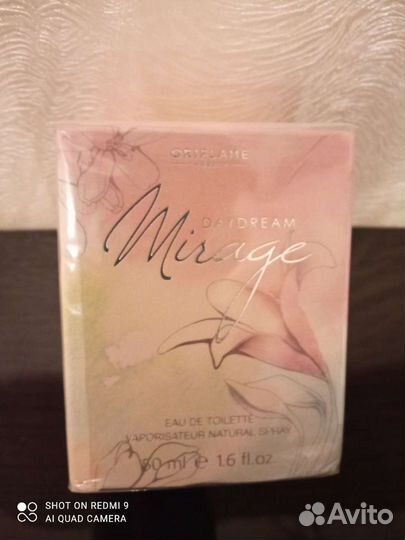 ORIFLAME
DAYDREAM
Mirage
EAU DE TOILETTE
VAPORISATEUR NATURAL SPRAY
50 ml e 1.6 fl.oz.
SHOT ON REDMI 9
AI QUAD CAMERA
Avito